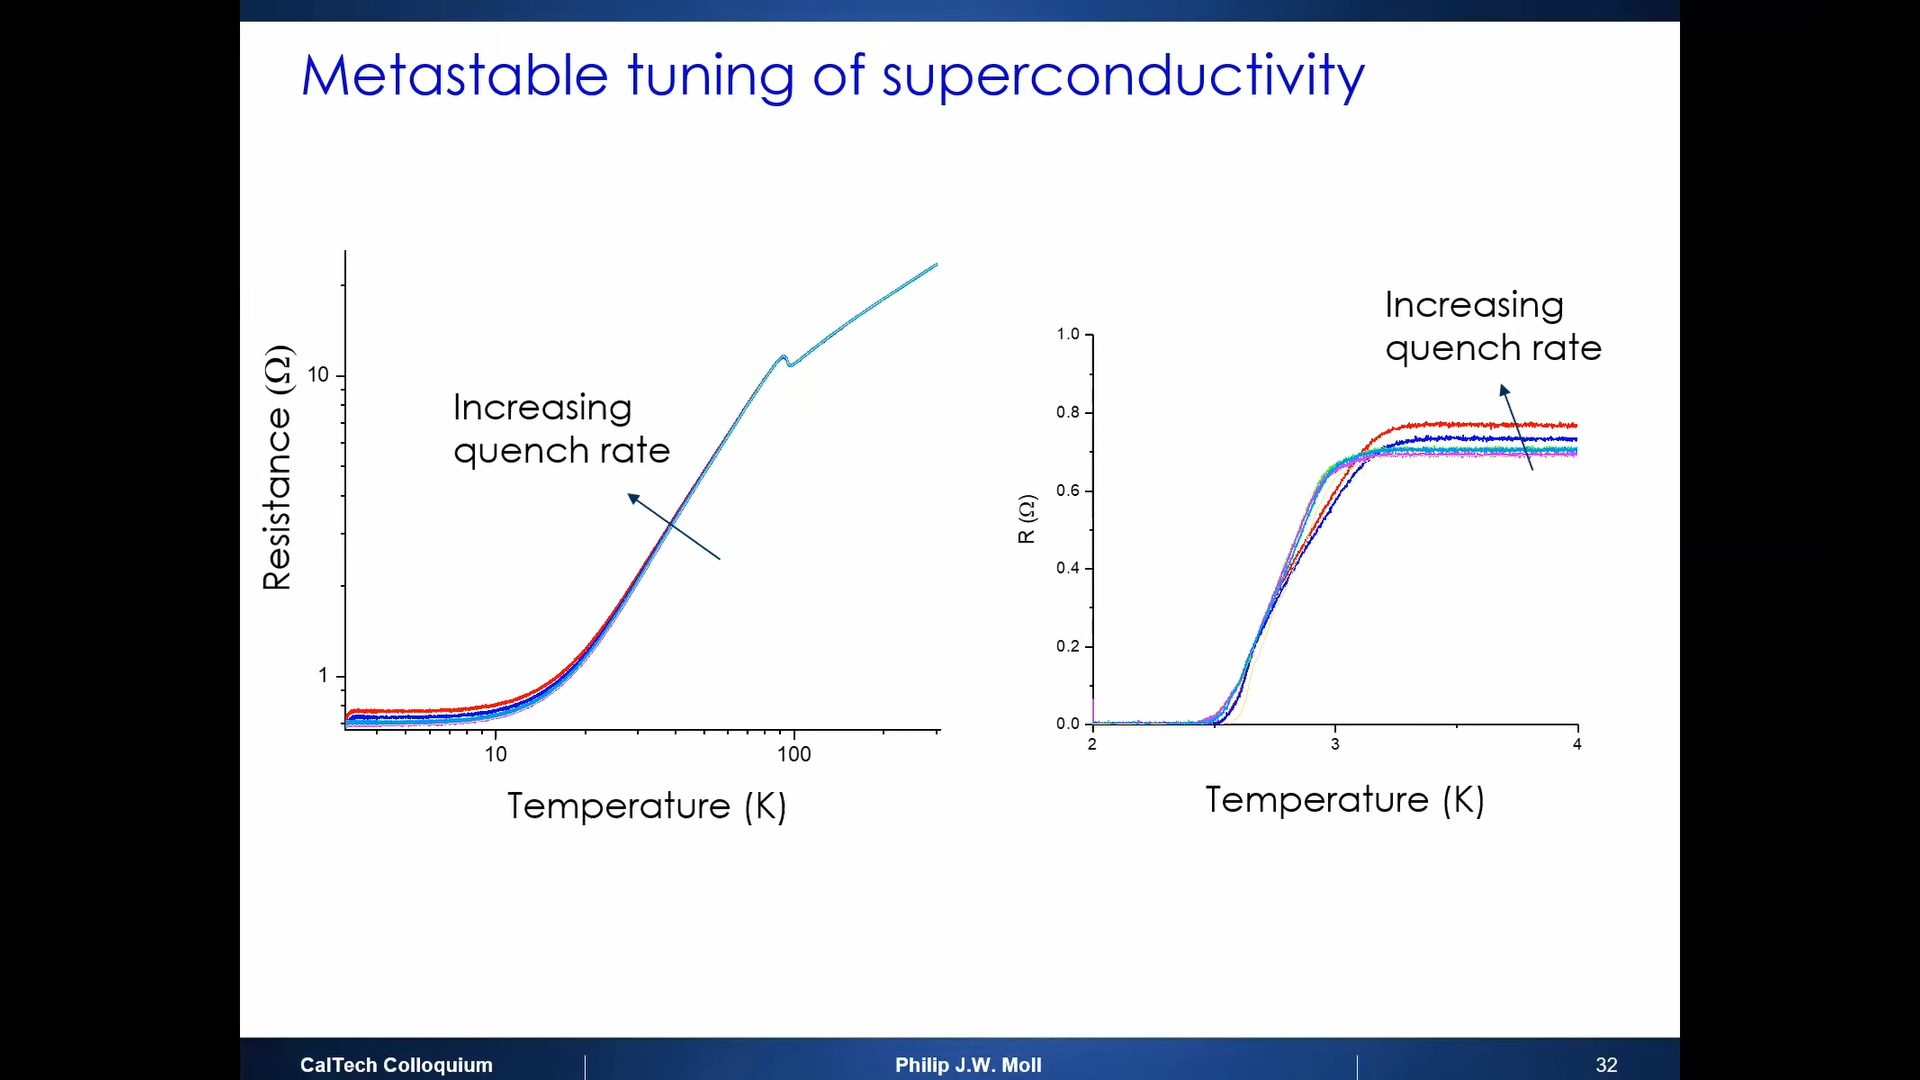 Metastable tuning of superconductivity
Resistance (Ω)
10
1
Increasing
quench rate
10
100
Temperature (K)
Increasing
quench rate
R (Ω)
1.0
0.8
0.6
0.4
0.2
0.0
2
3
4
Temperature (K)
CalTech Colloquium
Philip J.W. Moll
32